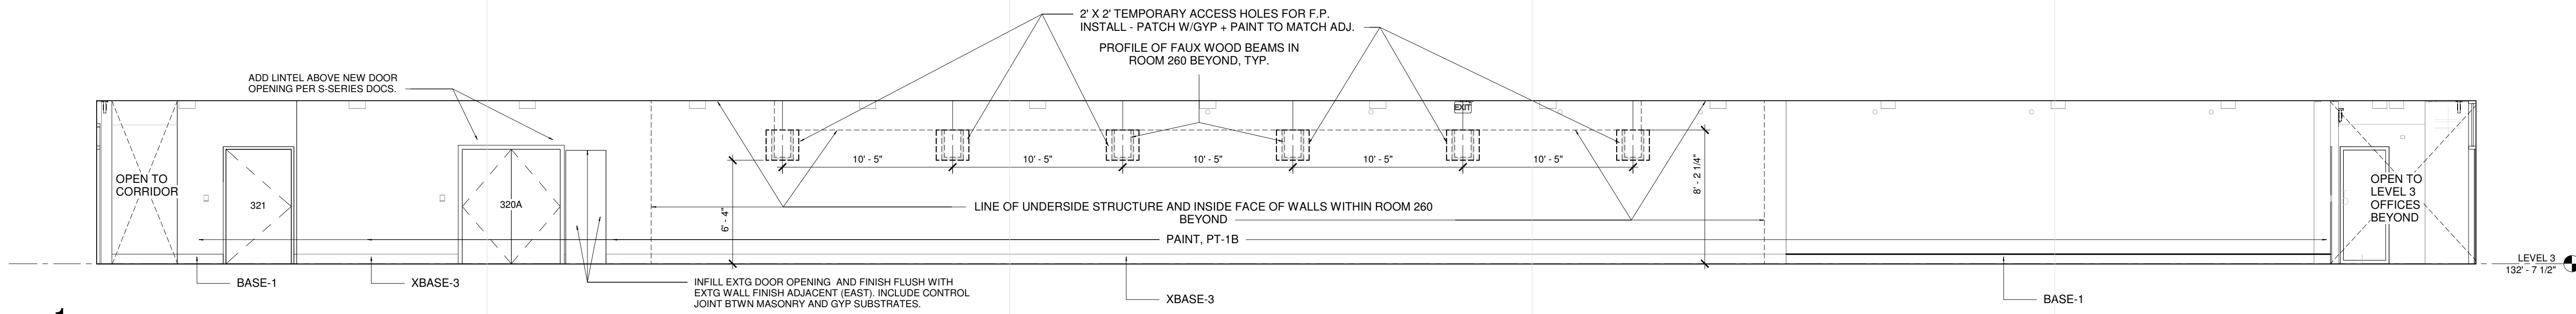 2' X 2' TEMPORARY ACCESS HOLES FOR F.P.
INSTALL - PATCH W/GYP + PAINT TO MATCH ADJ.
PROFILE OF FAUX WOOD BEAMS IN
ROOM 260 BEYOND, TYP.
ADD LINTEL ABOVE NEW DOOR
OPENING PER S-SERIES DOCS.
EXIT
10' - 5"
10' - 5"
10' - 5"
10' - 5"
10' - 5"
6' - 4"
8' - 2 1/4"
OPEN TO
CORRIDOR
321
320A
OPEN TO
LEVEL 3
OFFICES
BEYOND
LINE OF UNDERSIDE STRUCTURE AND INSIDE FACE OF WALLS WITHIN ROOM 260
BEYOND
PAINT, PT-1B
LEVEL 3
132' - 7 1/2"
BASE-1
XBASE-3
INFILL EXTG DOOR OPENING AND FINISH FLUSH WITH
EXTG WALL FINISH ADJACENT (EAST). INCLUDE CONTROL
JOINT BTWN MASONRY AND GYP SUBSTRATES.
XBASE-3
BASE-1